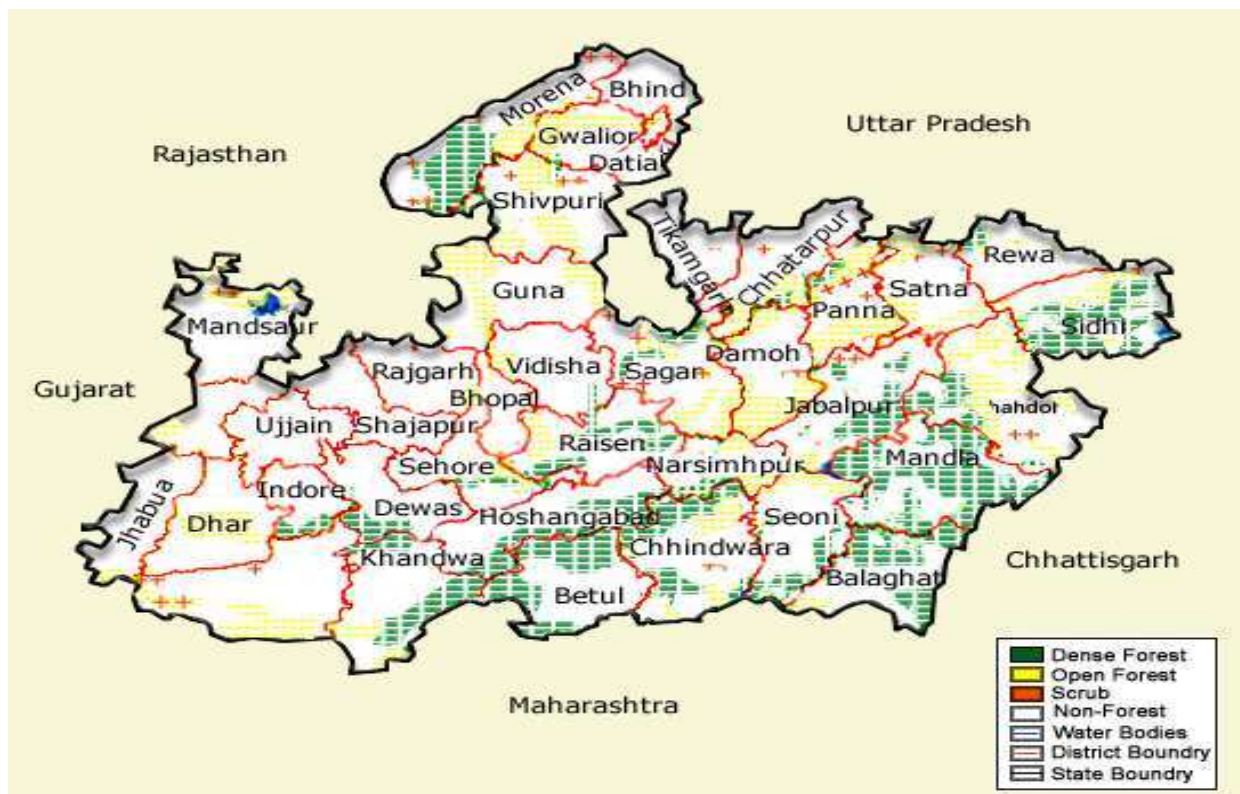 Bhind
Morena
Uttar Pradesh
Gwalior
Rajasthan
Datia
Shivpuri
Tikamgarh
Chhatarpur
Rewa
Guna
Satna
Panna
Mandsaur
Sidhi
Damoh
Vidisha
Rajgarh
Sagan
Gujarat
Bhopal
Jabalpur
hahdol
Ujjain
Shajapur
Raisen
Mandla
Sehore
Narsimhpur
Indore
Jhabua
Dewas
Hoshangabad
Seoni
Dhar
Chhindwara
Khandwa
Chhattisgarh
Balaghat
Betul
Maharashtra
Dense Forest
Open Forest
Scrub
Non-Forest
Water Bodies
District Boundry
State Boundry